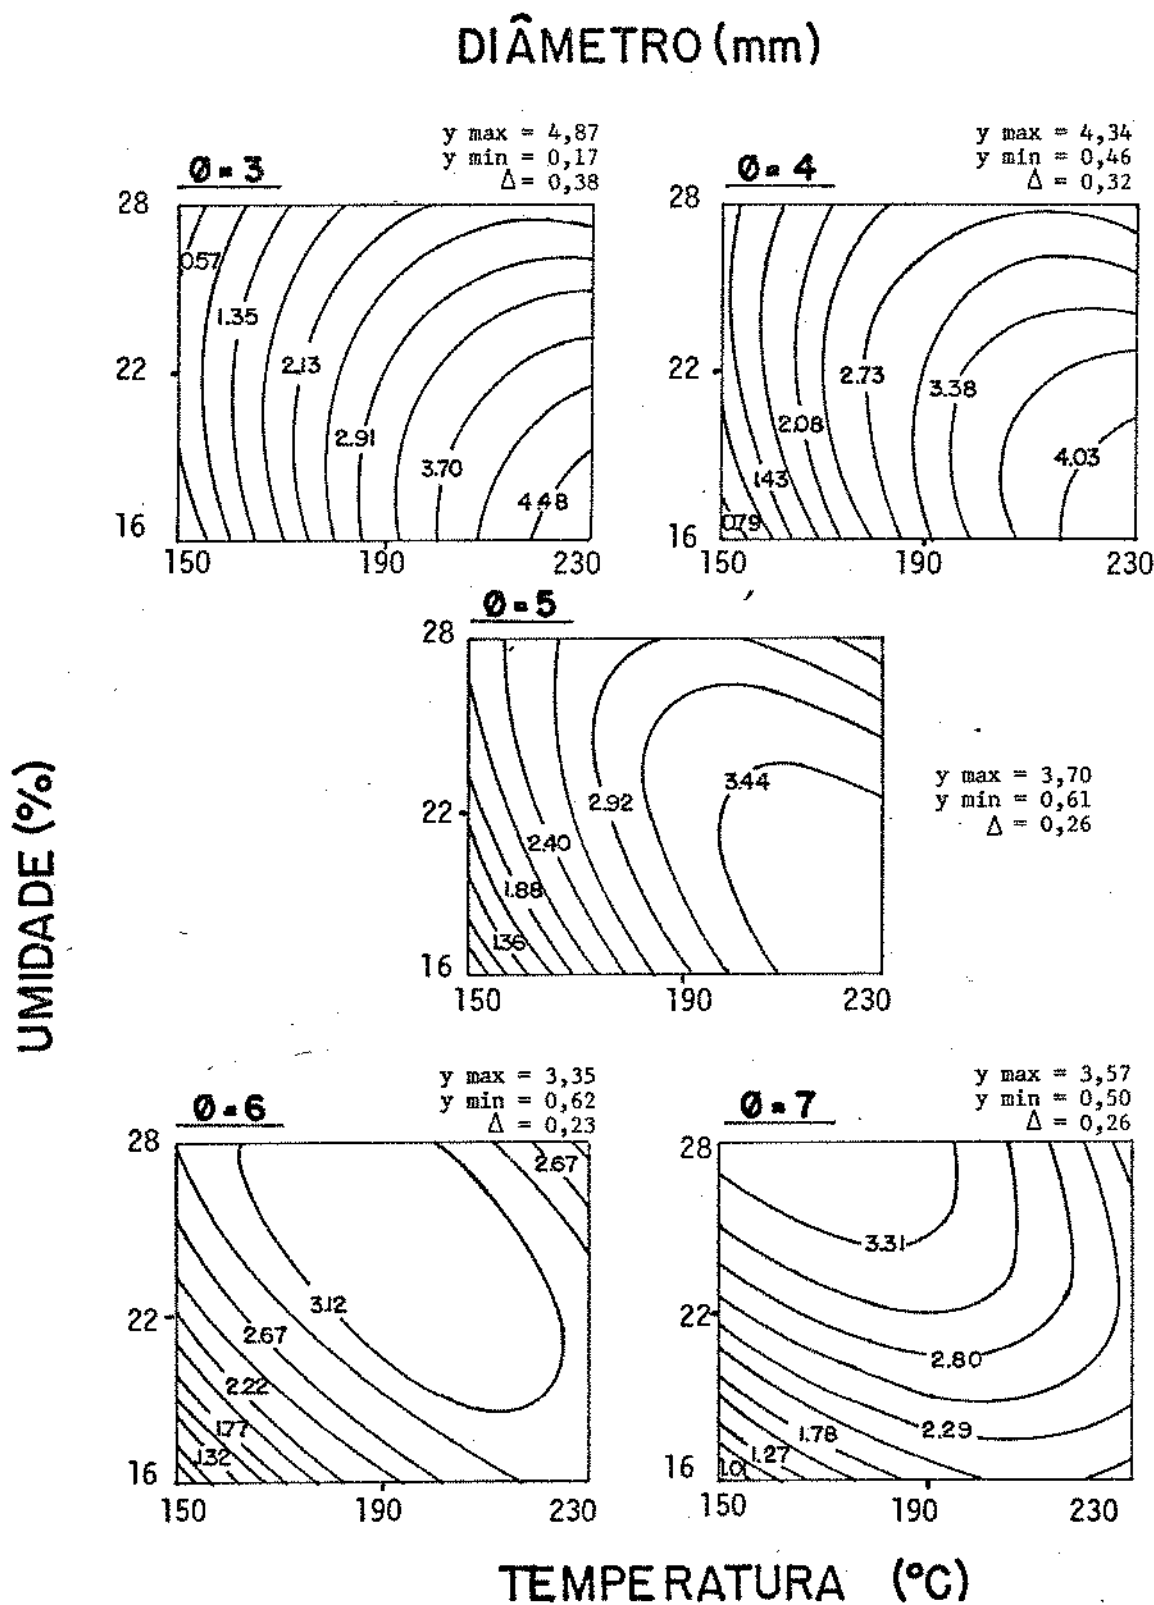 DIÂMETRO (mm)
y max = 4,87
y min = 0,17
Δ = 0,38
Ø = 3
28
22
16
0.57
1.35
2.13
2.91
3.70
4.48
150
190
230
y max = 4,34
y min = 0,46
Δ = 0,32
Ø = 4
28
22
16
2.73
3.38
2.08
4.03
1.43
0.79
150
190
230
Ø = 5
28
22
16
3.44
2.92
2.40
1.88
1.36
150
190
230
y max = 3,70
y min = 0,61
Δ = 0,26
UMIDADE (%)
y max = 3,35
y min = 0,62
Δ = 0,23
Ø = 6
28
22
16
2.67
3.12
2.67
2.22
1.77
1.32
150
190
230
y max = 3,57
y min = 0,50
Δ = 0,26
Ø = 7
28
22
16
3.31
2.80
2.29
1.78
1.27
1.01
150
190
230
TEMPERATURA (ºC)